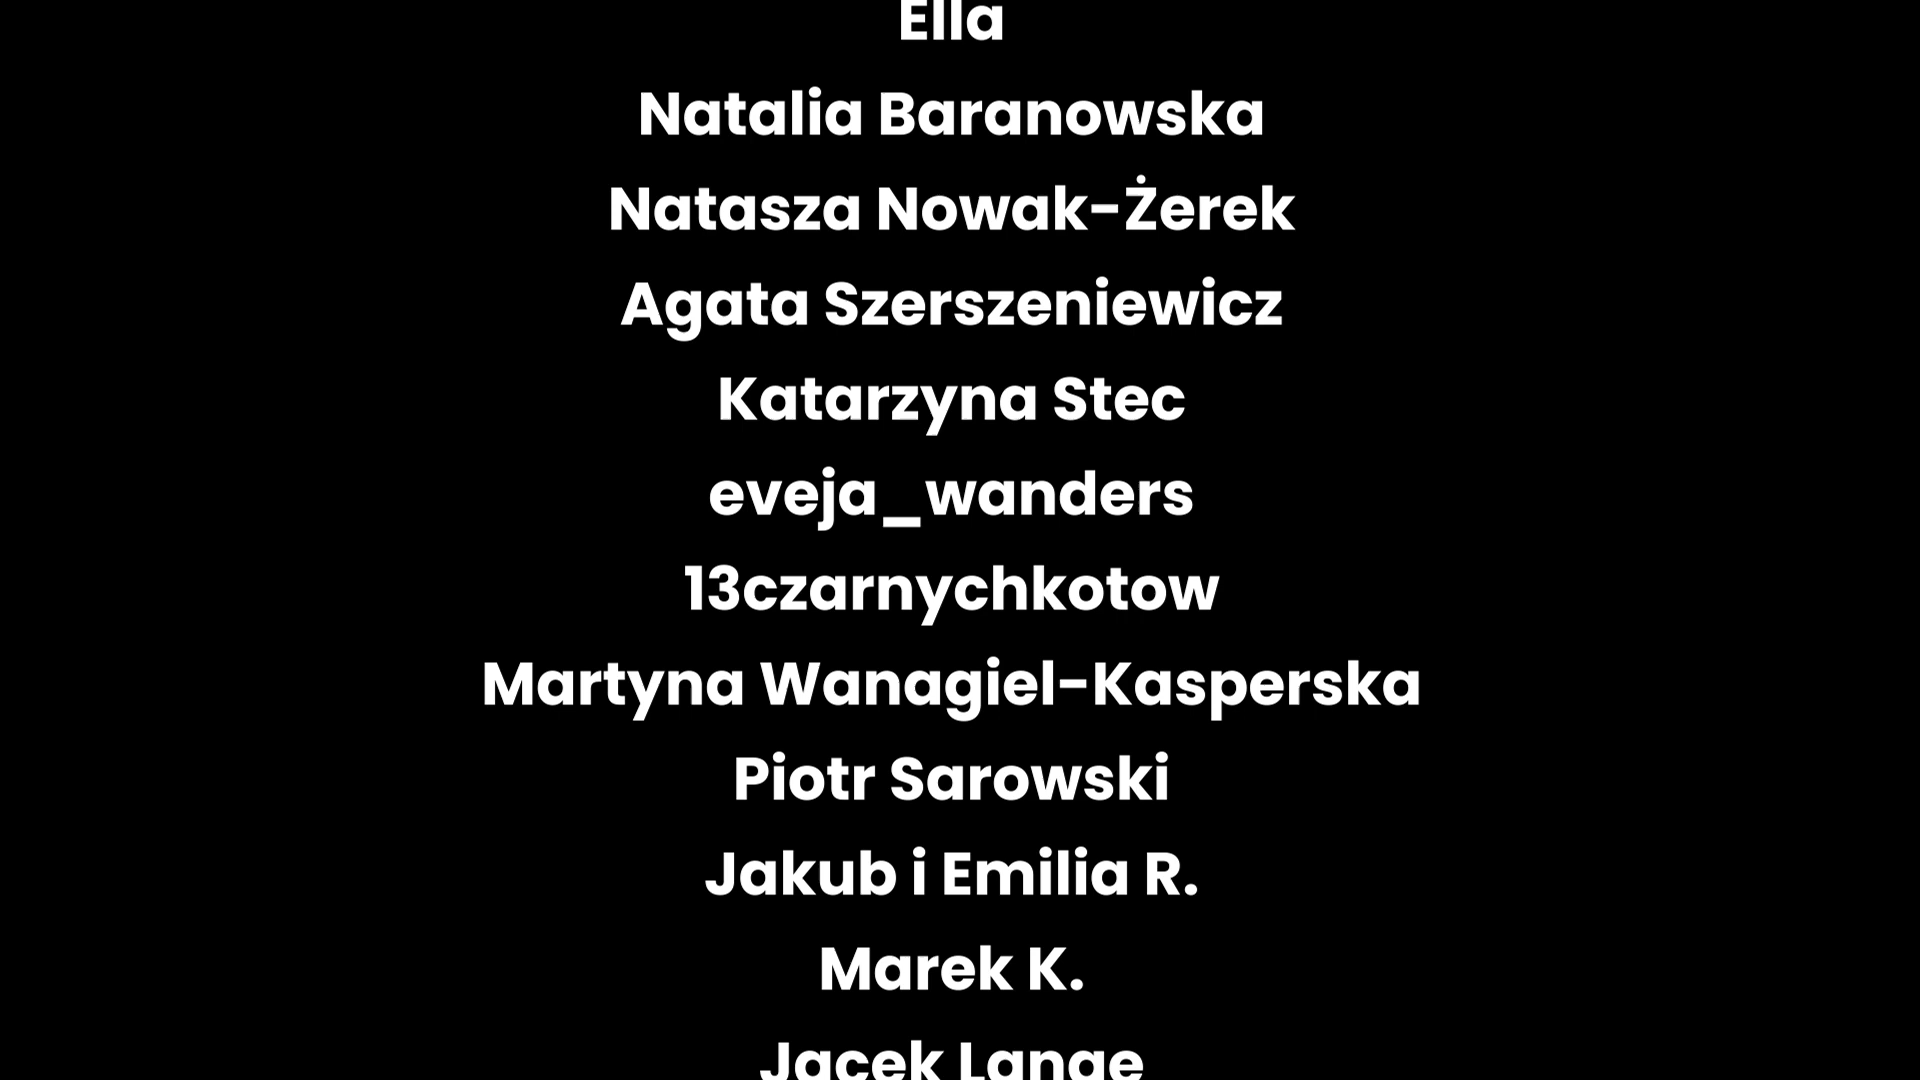 Ella
Natalia Baranowska
Natasza Nowak-Żerek
Agata Szerszeniewicz
Katarzyna Stec
eveja_wanders
13czarnychkotow
Martyna Wanagiel-Kasperska
Piotr Sarowski
Jakub i Emilia R.
Marek K.
Jacek Lange